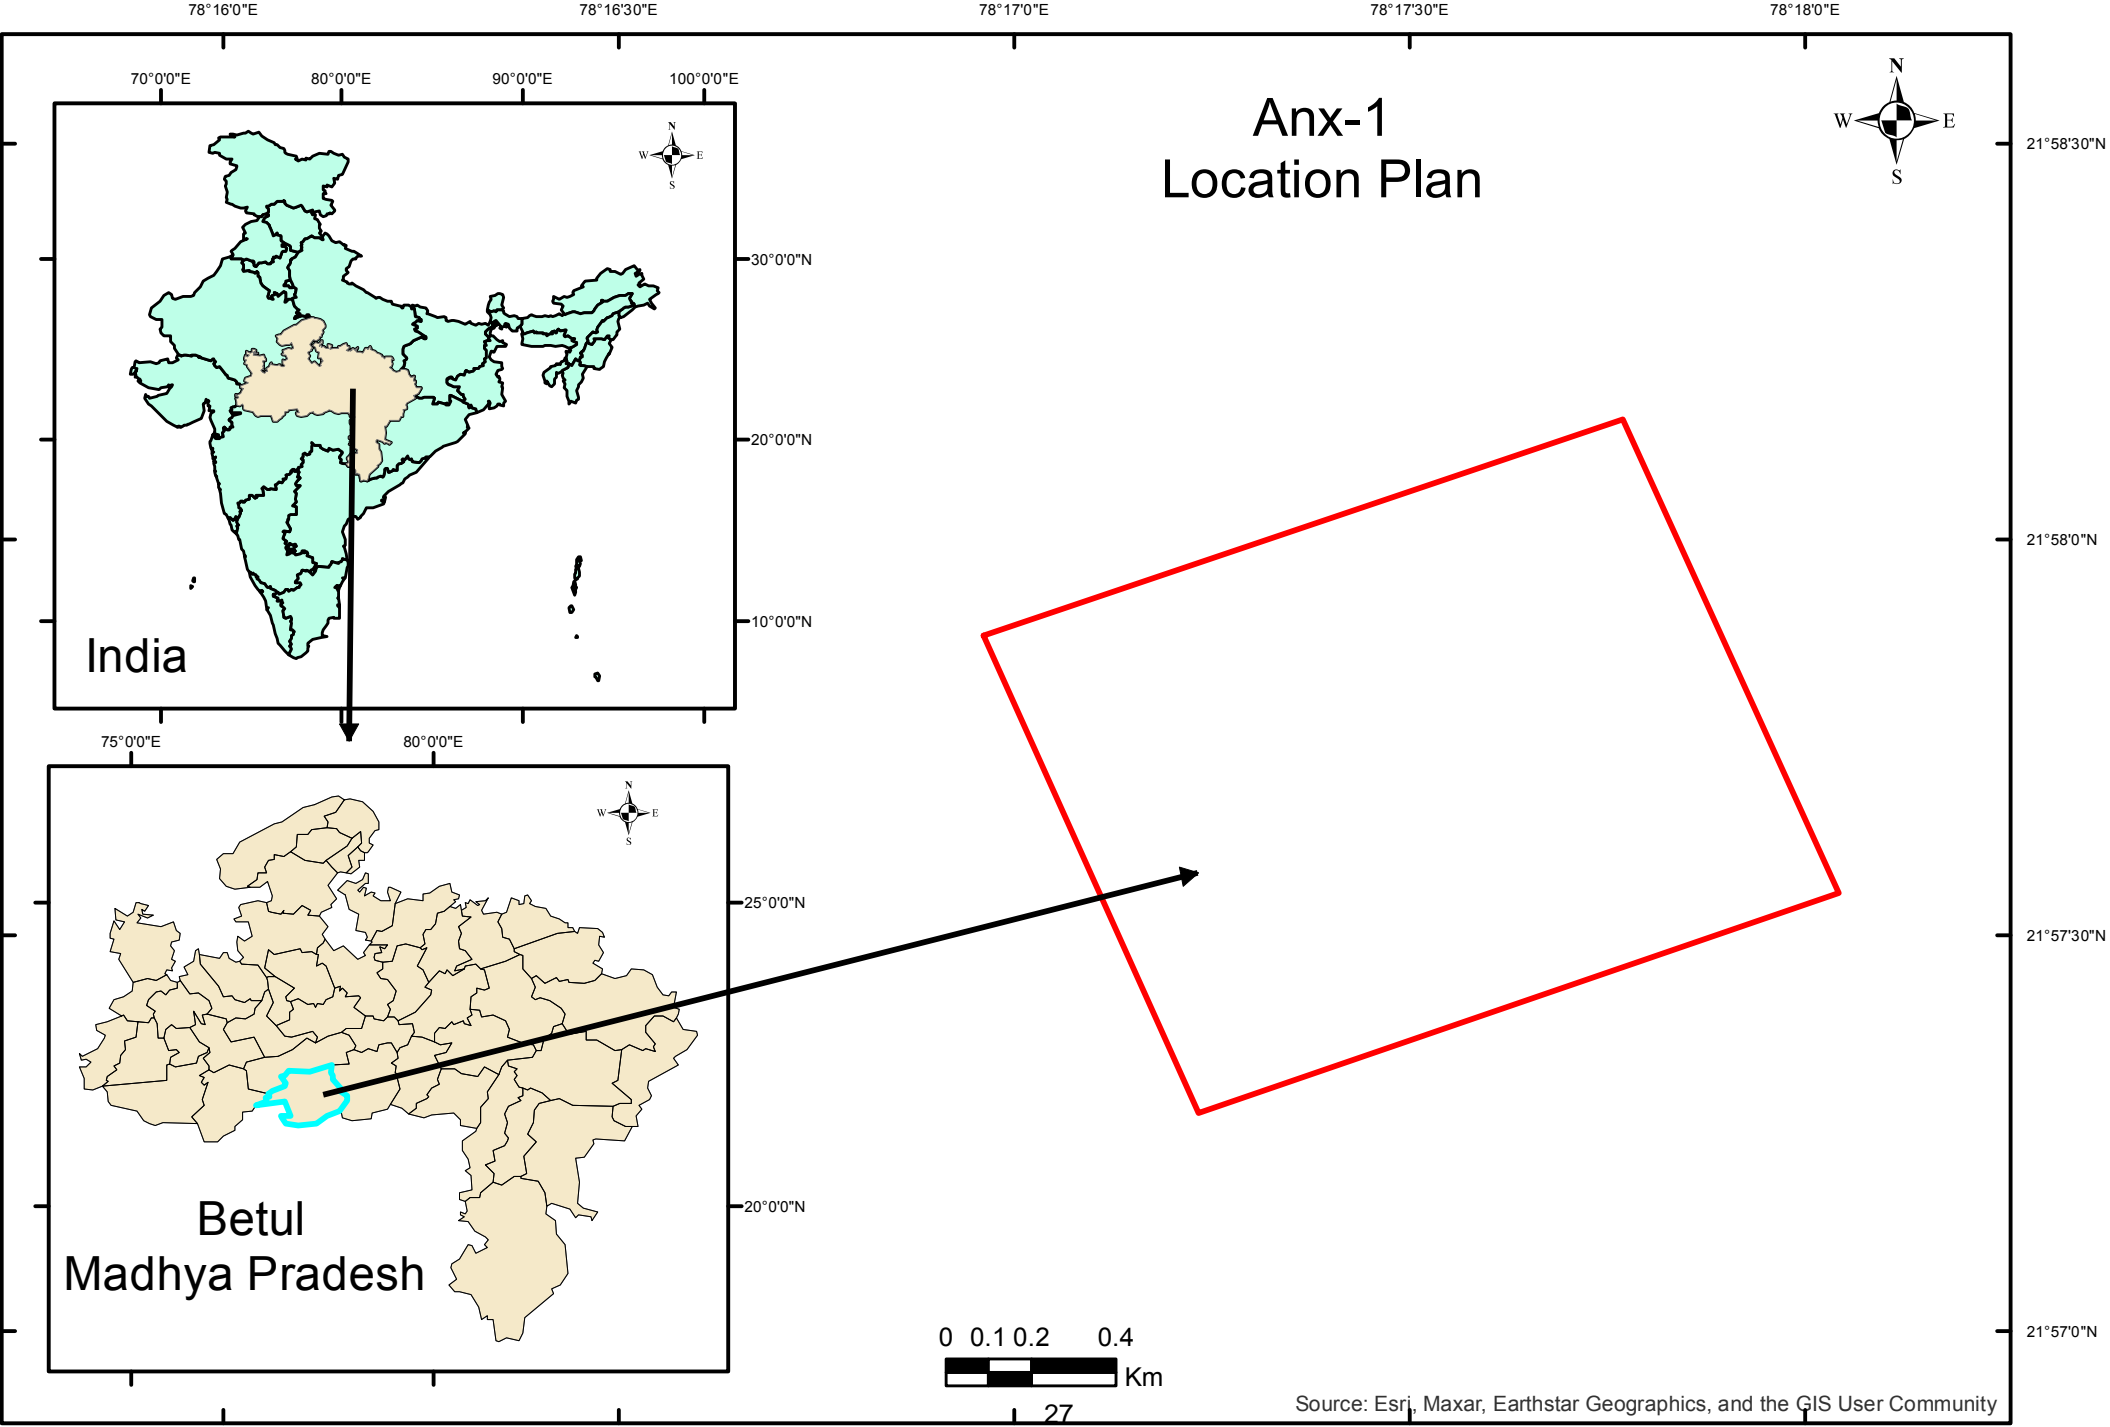 78°16'0"E 78°16'30"E 78°17'0"E 78°17'30"E 78°18'0"E
70°0'0"E 80°0'0"E 90°0'0"E 100°0'0"E
N
W E
S
30°0'0"N
20°0'0"N
10°0'0"N
India
Anx-1
Location Plan
N
W E
S
21°58'30"N
21°58'0"N
21°57'30"N
21°57'0"N
75°0'0"E 80°0'0"E
N
W E
S
25°0'0"N
20°0'0"N
Betul
Madhya Pradesh
0 0.1 0.2 0.4
Km
Source: Esri, Maxar, Earthstar Geographics, and the GIS User Community
27